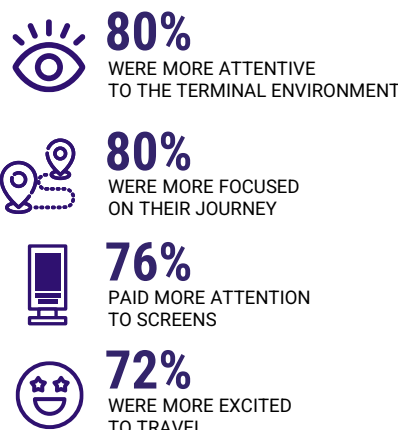 80%
WERE MORE ATTENTIVE
TO THE TERMINAL ENVIRONMENT
80%
WERE MORE FOCUSED
ON THEIR JOURNEY
76%
PAID MORE ATTENTION
TO SCREENS
72%
WERE MORE EXCITED
TO TRAVEL